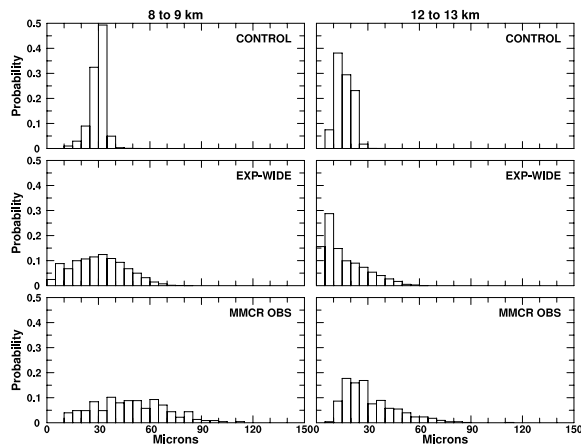 8 to 9 km
12 to 13 km
0.5
0.4
0.3
0.2
0.1
0
Probability
CONTROL
CONTROL
0.5
0.4
0.3
0.2
0.1
0
Probability
EXP-WIDE
EXP-WIDE
0.5
0.4
0.3
0.2
0.1
0
Probability
MMCR OBS
MMCR OBS
0 30 60 90 120 150 0 30 60 90 120 150
Microns
Microns